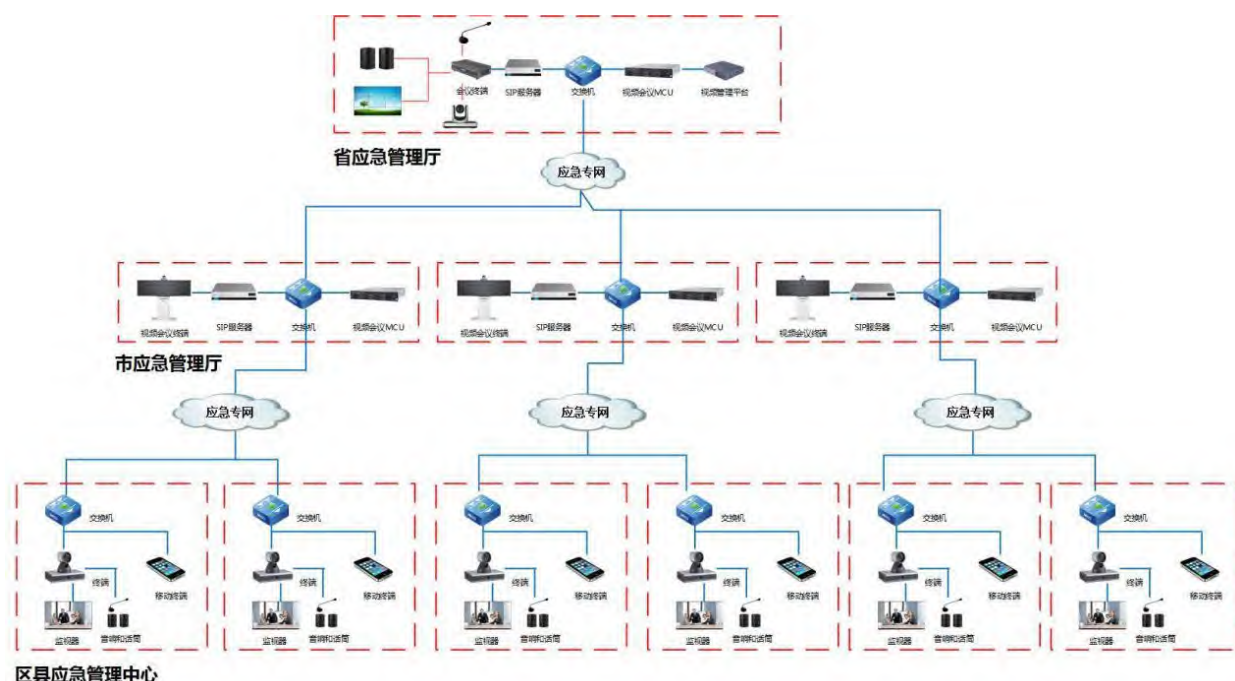 会议终端
SIP服务器
交换机
视频会议MCU
视频管理平台
省应急管理厅
应急专网
视频会议终端
SIP服务器
交换机
视频会议MCU
视频会议终端
SIP服务器
交换机
视频会议MCU
视频会议终端
SIP服务器
交换机
视频会议MCU
市应急管理厅
应急专网
应急专网
应急专网
交换机
终端
移动终端
监视器
音响和话筒
交换机
终端
移动终端
监视器
音响和话筒
交换机
终端
移动终端
监视器
音响和话筒
交换机
终端
移动终端
监视器
音响和话筒
交换机
终端
移动终端
监视器
音响和话筒
交换机
终端
移动终端
监视器
音响和话筒
区县应急管理中心